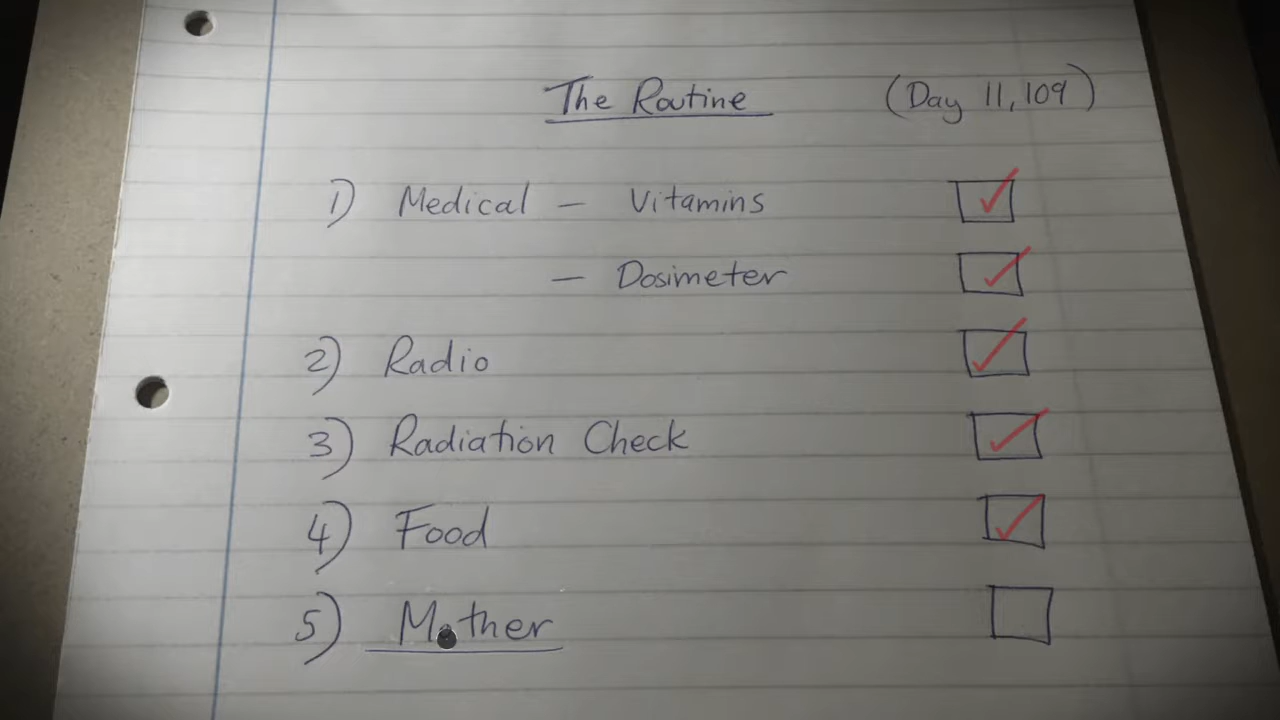 The Routine (Day 11,109)
1) Medical - Vitamins
- Dosimeter
2) Radio
3) Radiation Check
4) Food
5) Mother